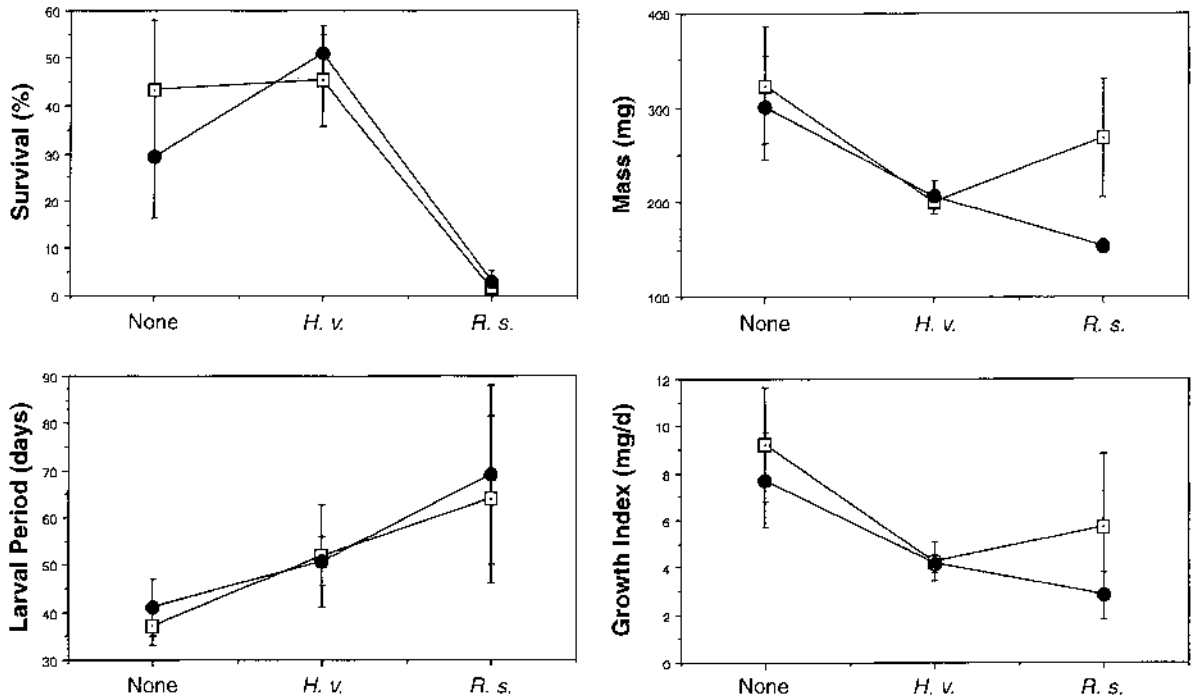 Survival (%)
60
50
40
30
20
10
0
None
H. v.
R. s.
Mass (mg)
400
300
200
100
None
H. v.
R. s.
Larval Period (days)
90
80
70
60
50
40
30
None
H. v.
R. s.
Growth Index (mg/d)
12
10
8
6
4
2
0
None
H. v.
R. s.